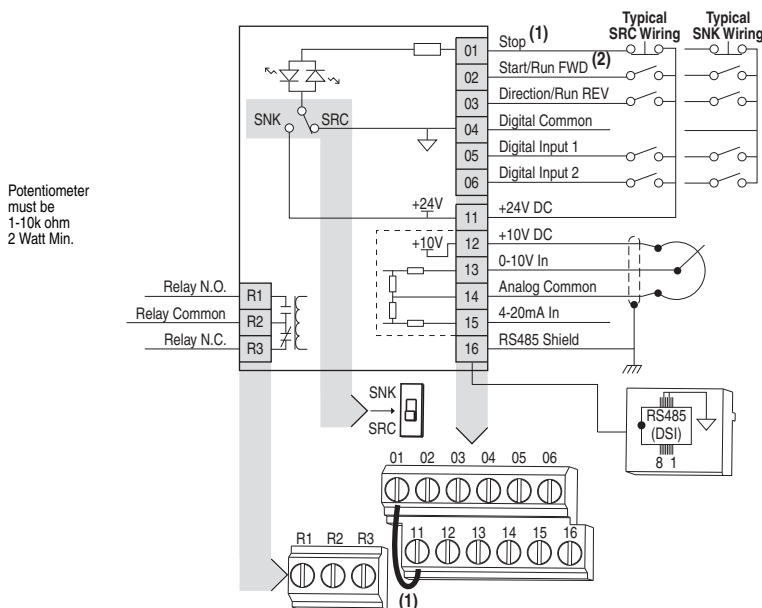 Typical
SRC Wiring
Typical
SNK Wiring
01 Stop (1)
02 Start/Run FWD (2)
03 Direction/Run REV
04 Digital Common
05 Digital Input 1
06 Digital Input 2
SNK
SRC
+24V
11 +24V DC
+10V
12 +10V DC
13 0-10V In
14 Analog Common
15 4-20mA In
16 RS485 Shield
Potentiometer
must be
1-10k ohm
2 Watt Min.
Relay N.O. R1
Relay Common R2
Relay N.C. R3
SNK
SRC
RS485
(DSI)
8 1
01 02 03 04 05 06
11 12 13 14 15 16
R1 R2 R3
(1)